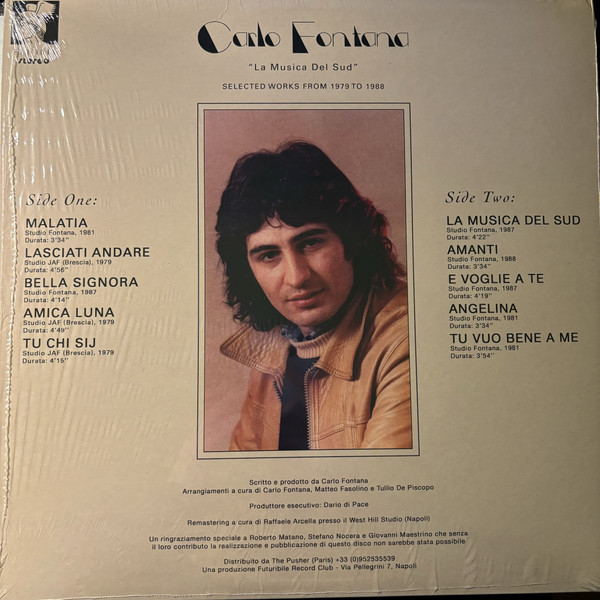 stereo
Carlo Fontana
"La Musica Del Sud"
SELECTED WORKS FROM 1979 TO 1988
Side One:
MALATIA
Studio Fontana, 1981
Durata: 3'34''
LASCIATI ANDARE
Studio JAF (Brescia), 1979
Durata: 4'56''
BELLA SIGNORA
Studio Fontana, 1987
Durata: 4'14''
AMICA LUNA
Studio JAF (Brescia), 1979
Durata: 4'49''
TU CHI SIJ
Studio JAF (Brescia), 1979
Durata: 4'15''
Side Two:
LA MUSICA DEL SUD
Studio Fontana, 1987
Durata: 4'22''
AMANTI
Studio Fontana, 1988
Durata: 3'34''
E VOGLIE A TE
Studio Fontana, 1987
Durata: 4'19''
ANGELINA
Studio Fontana, 1981
Durata: 3'34''
TU VUO BENE A ME
Studio Fontana, 1981
Durata: 3'54''
Scritto e prodotto da Carlo Fontana
Arrangiamenti a cura di Carlo Fontana, Matteo Fasolino e Tullio De Piscopo
Produttore esecutivo: Dario di Pace
Remastering a cura di Raffaele Arcella presso il West Hill Studio (Napoli)
Un ringraziamento speciale a Roberto Matano, Stefano Nocera e Giovanni Maestrino che senza
il loro contributo la realizzazione e pubblicazione di questo disco non sarebbe stata possibile
Distribuito da The Pusher (Paris) +33 (0)952535539
Una produzione Futuribile Record Club - Via Pellegrini 7, Napoli